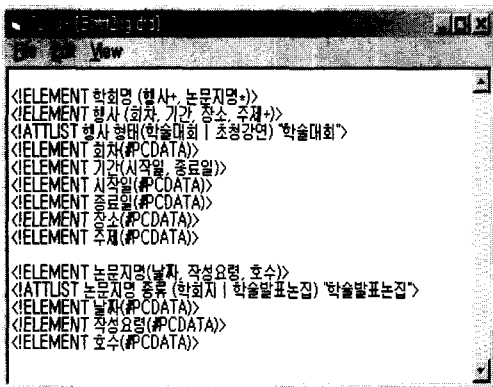 View
<!ELEMENT 학회명 (행사+, 논문지명*)>
<!ELEMENT 행사 (회차, 기간, 장소, 주제+)>
<!ATTLIST 행사 형태(학술대회 | 초청강연) "학술대회">
<!ELEMENT 회차(#PCDATA)>
<!ELEMENT 기간(시작일, 종료일)>
<!ELEMENT 시작일(#PCDATA)>
<!ELEMENT 종료일(#PCDATA)>
<!ELEMENT 장소(#PCDATA)>
<!ELEMENT 주제(#PCDATA)>
<!ELEMENT 논문지명(날짜, 작성요령, 호수)>
<!ATTLIST 논문지명 종류 (학회지 | 학술발표논집) "학술발표논집">
<!ELEMENT 날짜(#PCDATA)>
<!ELEMENT 작성요령(#PCDATA)>
<!ELEMENT 호수(#PCDATA)>